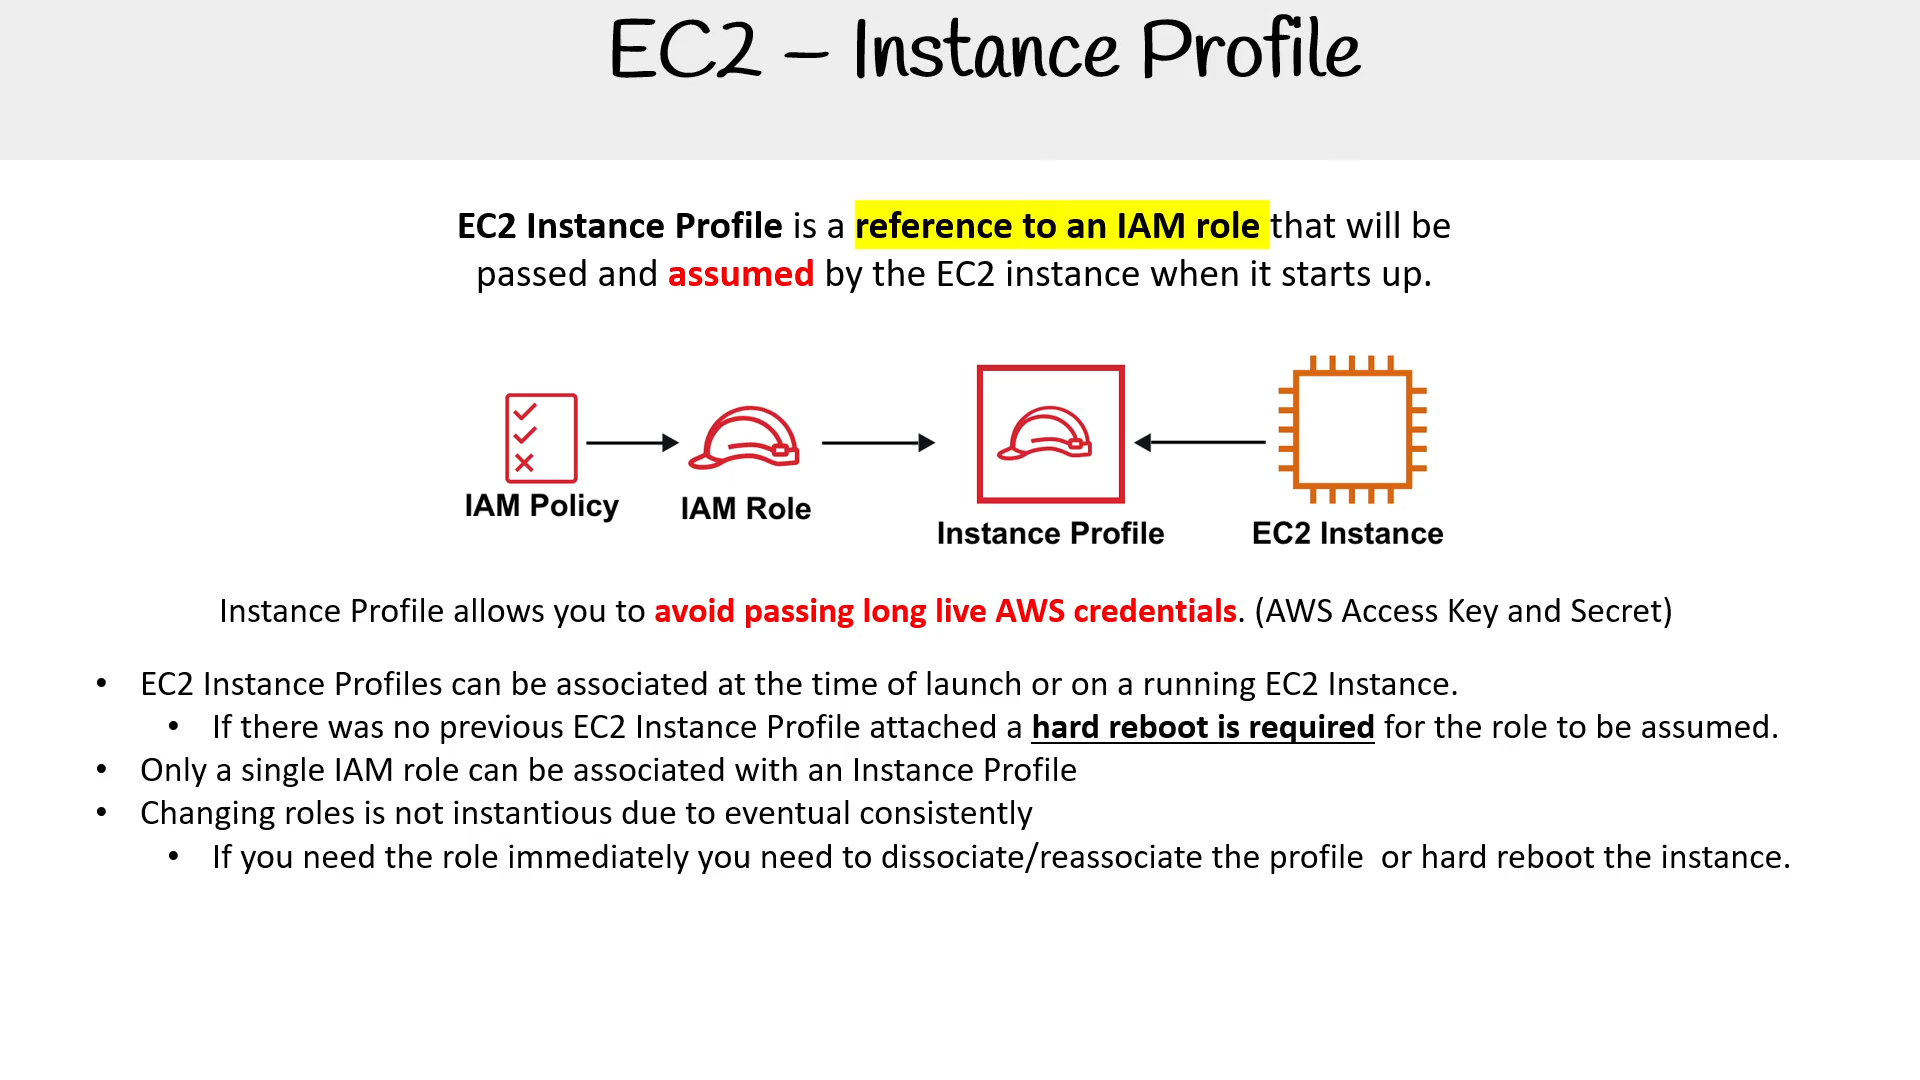 EC2 – Instance Profile
EC2 Instance Profile is a reference to an IAM role that will be
passed and assumed by the EC2 instance when it starts up.
IAM Policy
IAM Role
Instance Profile
EC2 Instance
Instance Profile allows you to avoid passing long live AWS credentials. (AWS Access Key and Secret)
• EC2 Instance Profiles can be associated at the time of launch or on a running EC2 Instance.
• If there was no previous EC2 Instance Profile attached a hard reboot is required for the role to be assumed.
• Only a single IAM role can be associated with an Instance Profile
• Changing roles is not instantious due to eventual consistently
• If you need the role immediately you need to dissociate/reassociate the profile or hard reboot the instance.